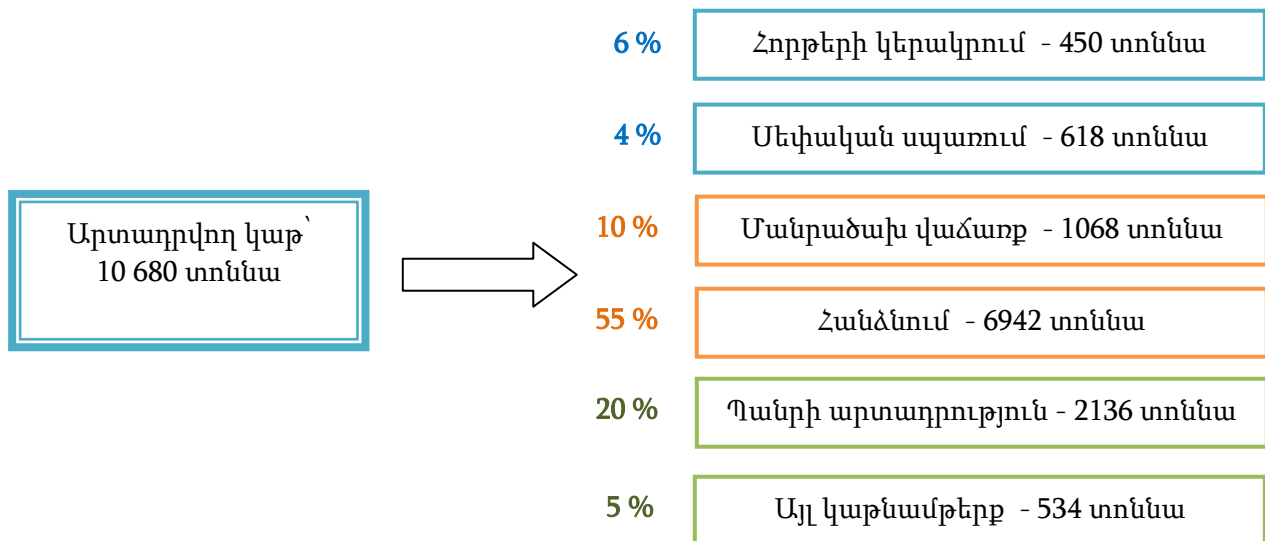 Արտադրվող կաթ՝
10 680 տոննա
6 % Հորթերի կերակրում - 450 տոննա
4 % Սեփական սպառում - 618 տոննա
10 % Մանրածախ վաճառք - 1068 տոննա
55 % Հանձնում - 6942 տոննա
20 % Պանրի արտադրություն - 2136 տոննա
5 % Այլ կաթնամթերք - 534 տոննա